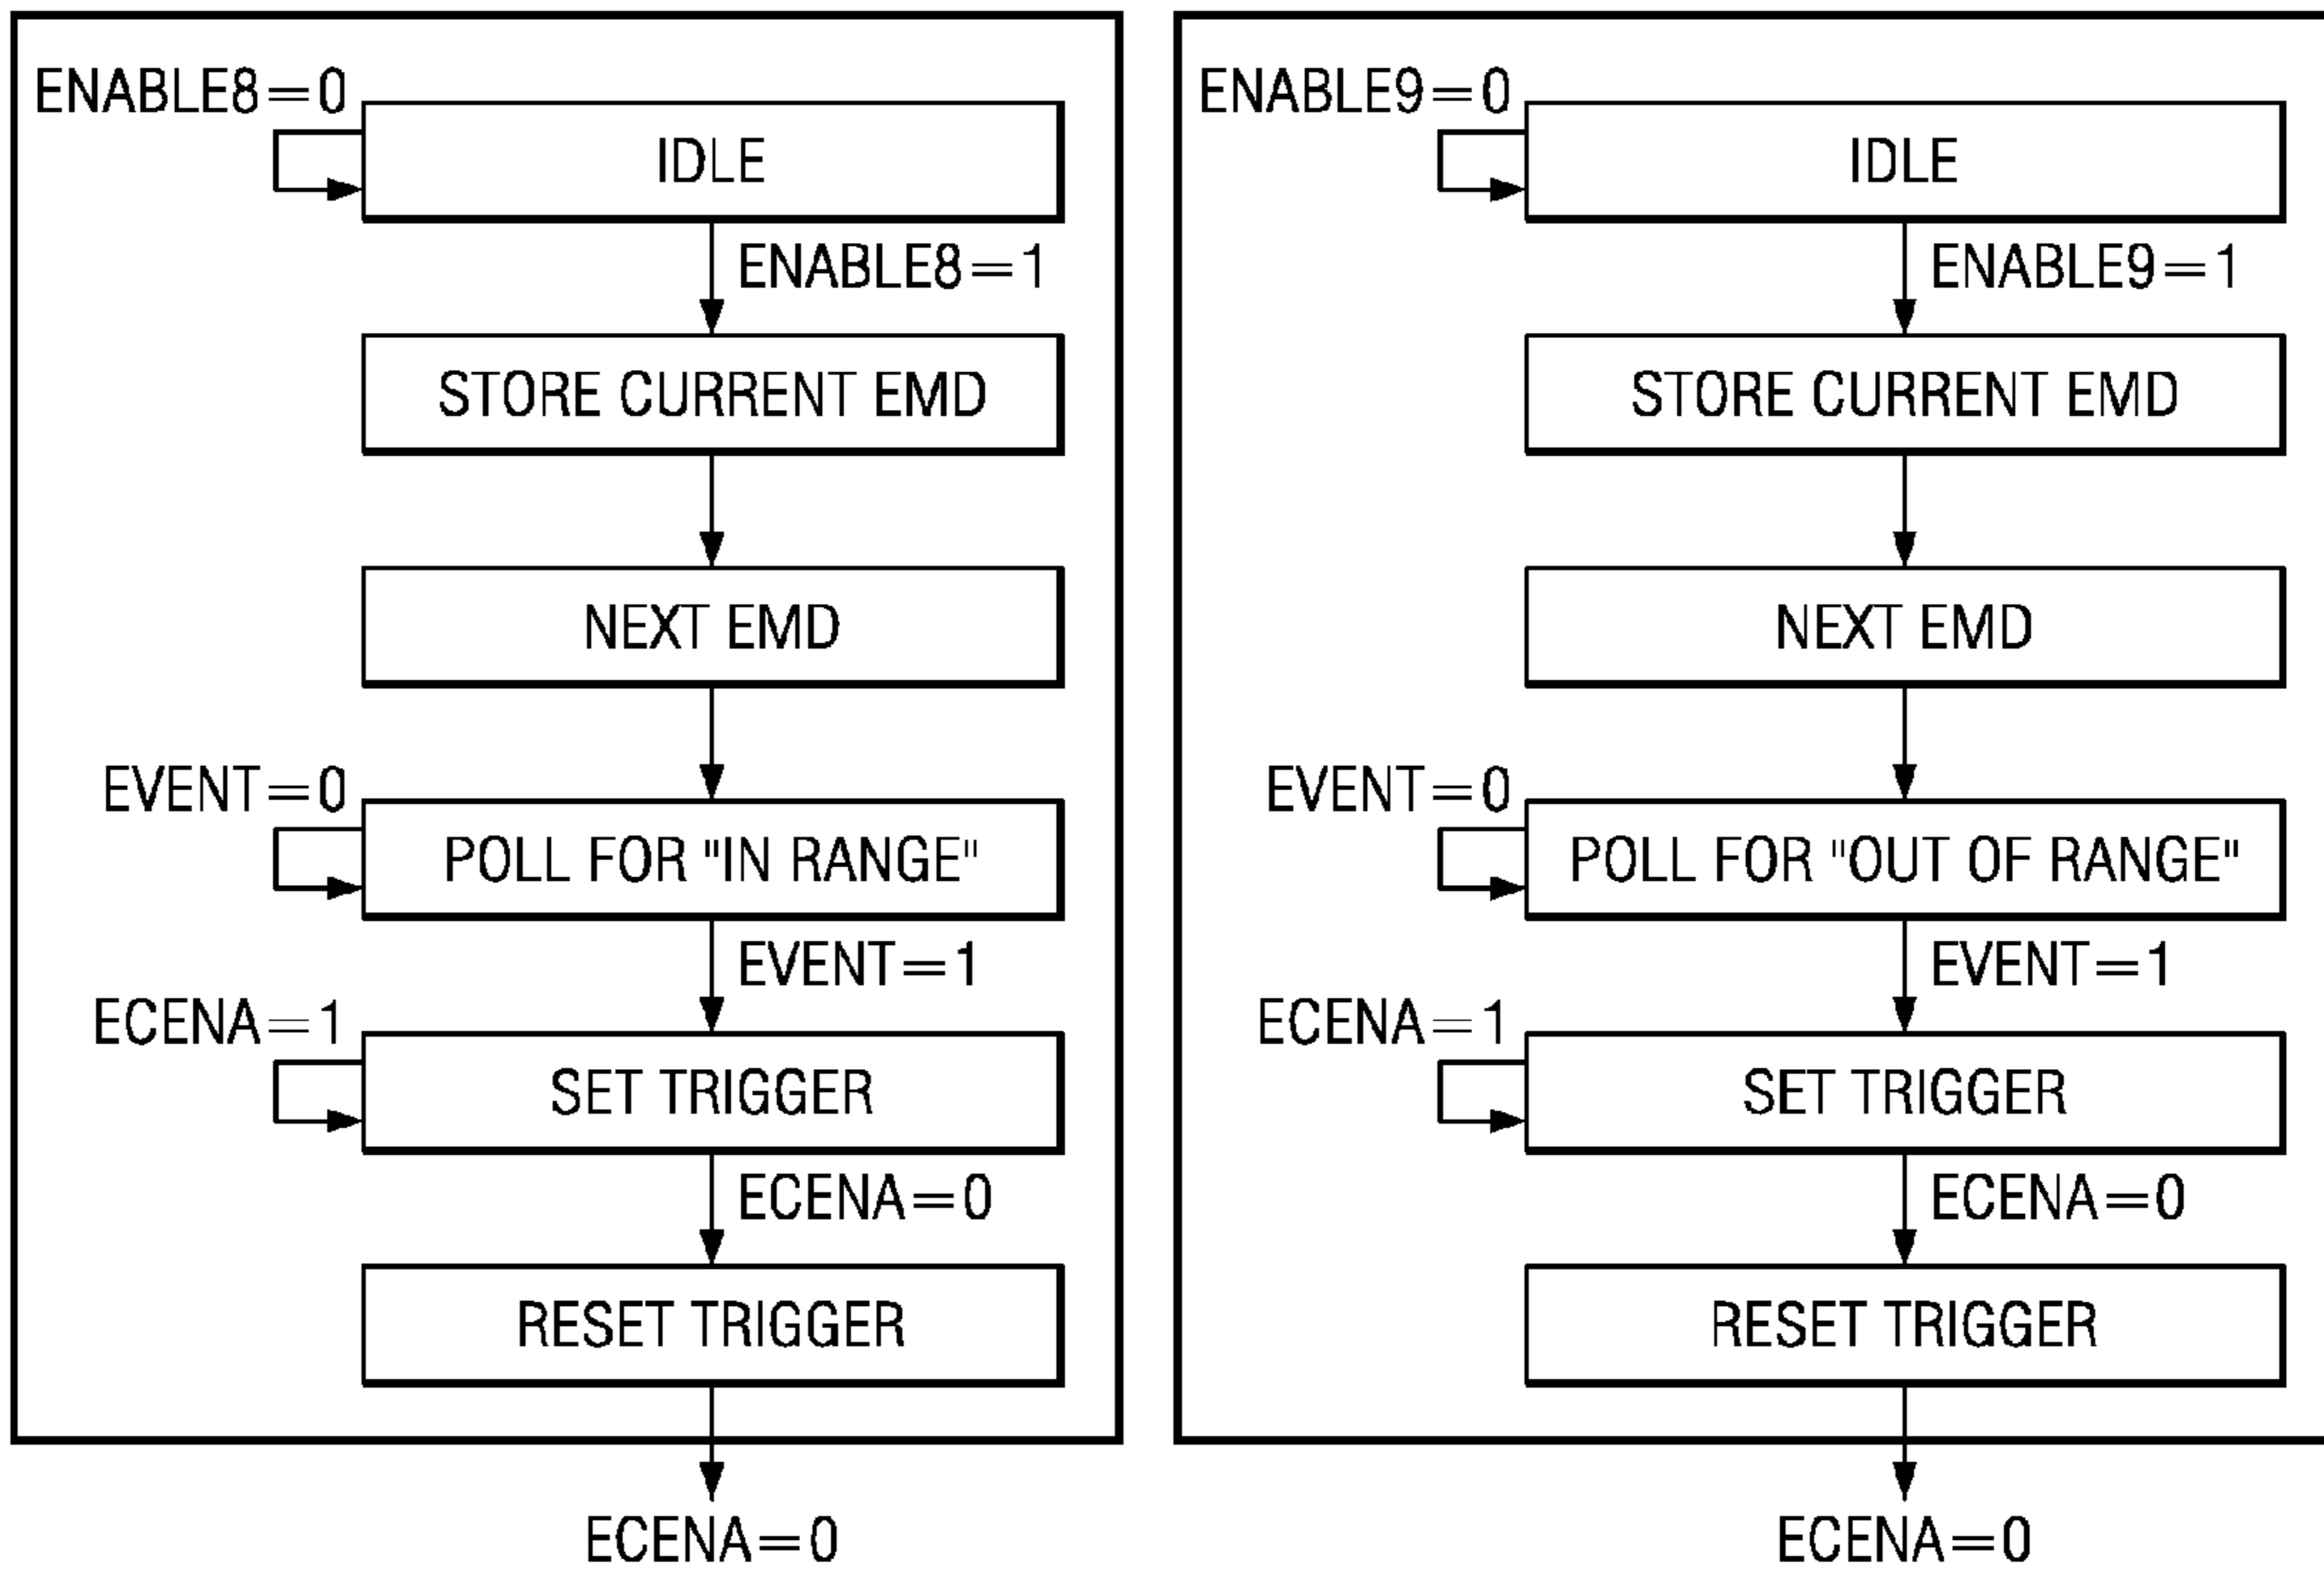 ENABLE8=0
IDLE
ENABLE8=1
STORE CURRENT EMD
NEXT EMD
EVENT=0
POLL FOR "IN RANGE"
EVENT=1
ECENA=1
SET TRIGGER
ECENA=0
RESET TRIGGER
ECENA=0
ENABLE9=0
IDLE
ENABLE9=1
STORE CURRENT EMD
NEXT EMD
EVENT=0
POLL FOR "OUT OF RANGE"
EVENT=1
ECENA=1
SET TRIGGER
ECENA=0
RESET TRIGGER
ECENA=0